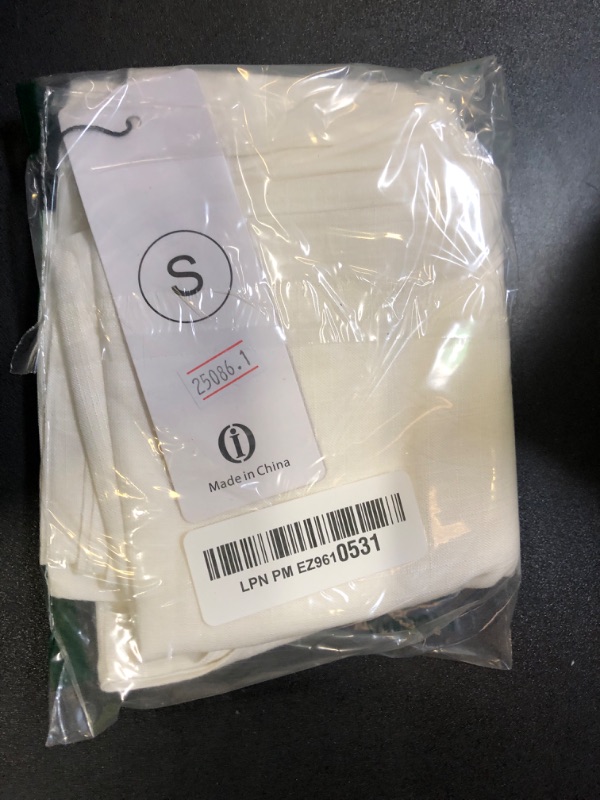 S
25086.1
Made in China
LPN PM EZ9610531